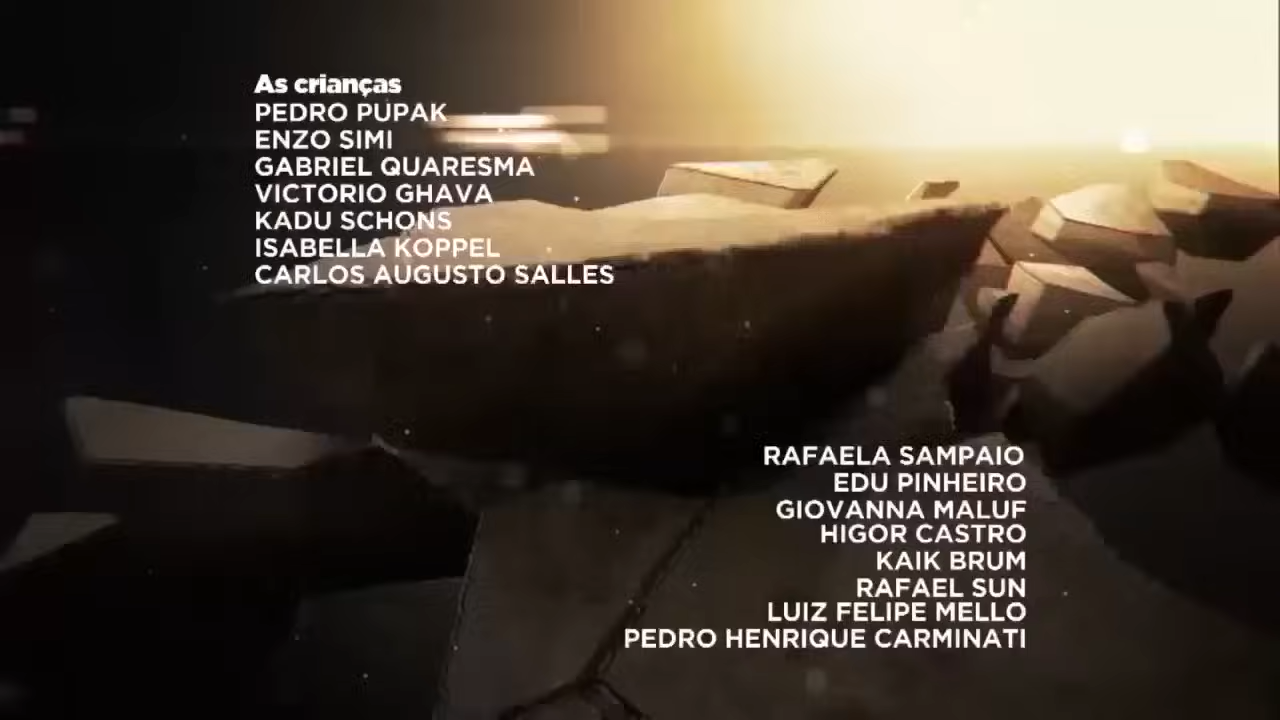 As crianças
PEDRO PUPAK
ENZO SIMI
GABRIEL QUARESMA
VICTORIO GHAVA
KADU SCHONS
ISABELLA KOPPEL
CARLOS AUGUSTO SALLES
RAFAELA SAMPAIO
EDU PINHEIRO
GIOVANNA MALUF
HIGOR CASTRO
KAIK BRUM
RAFAEL SUN
LUIZ FELIPE MELLO
PEDRO HENRIQUE CARMINATI